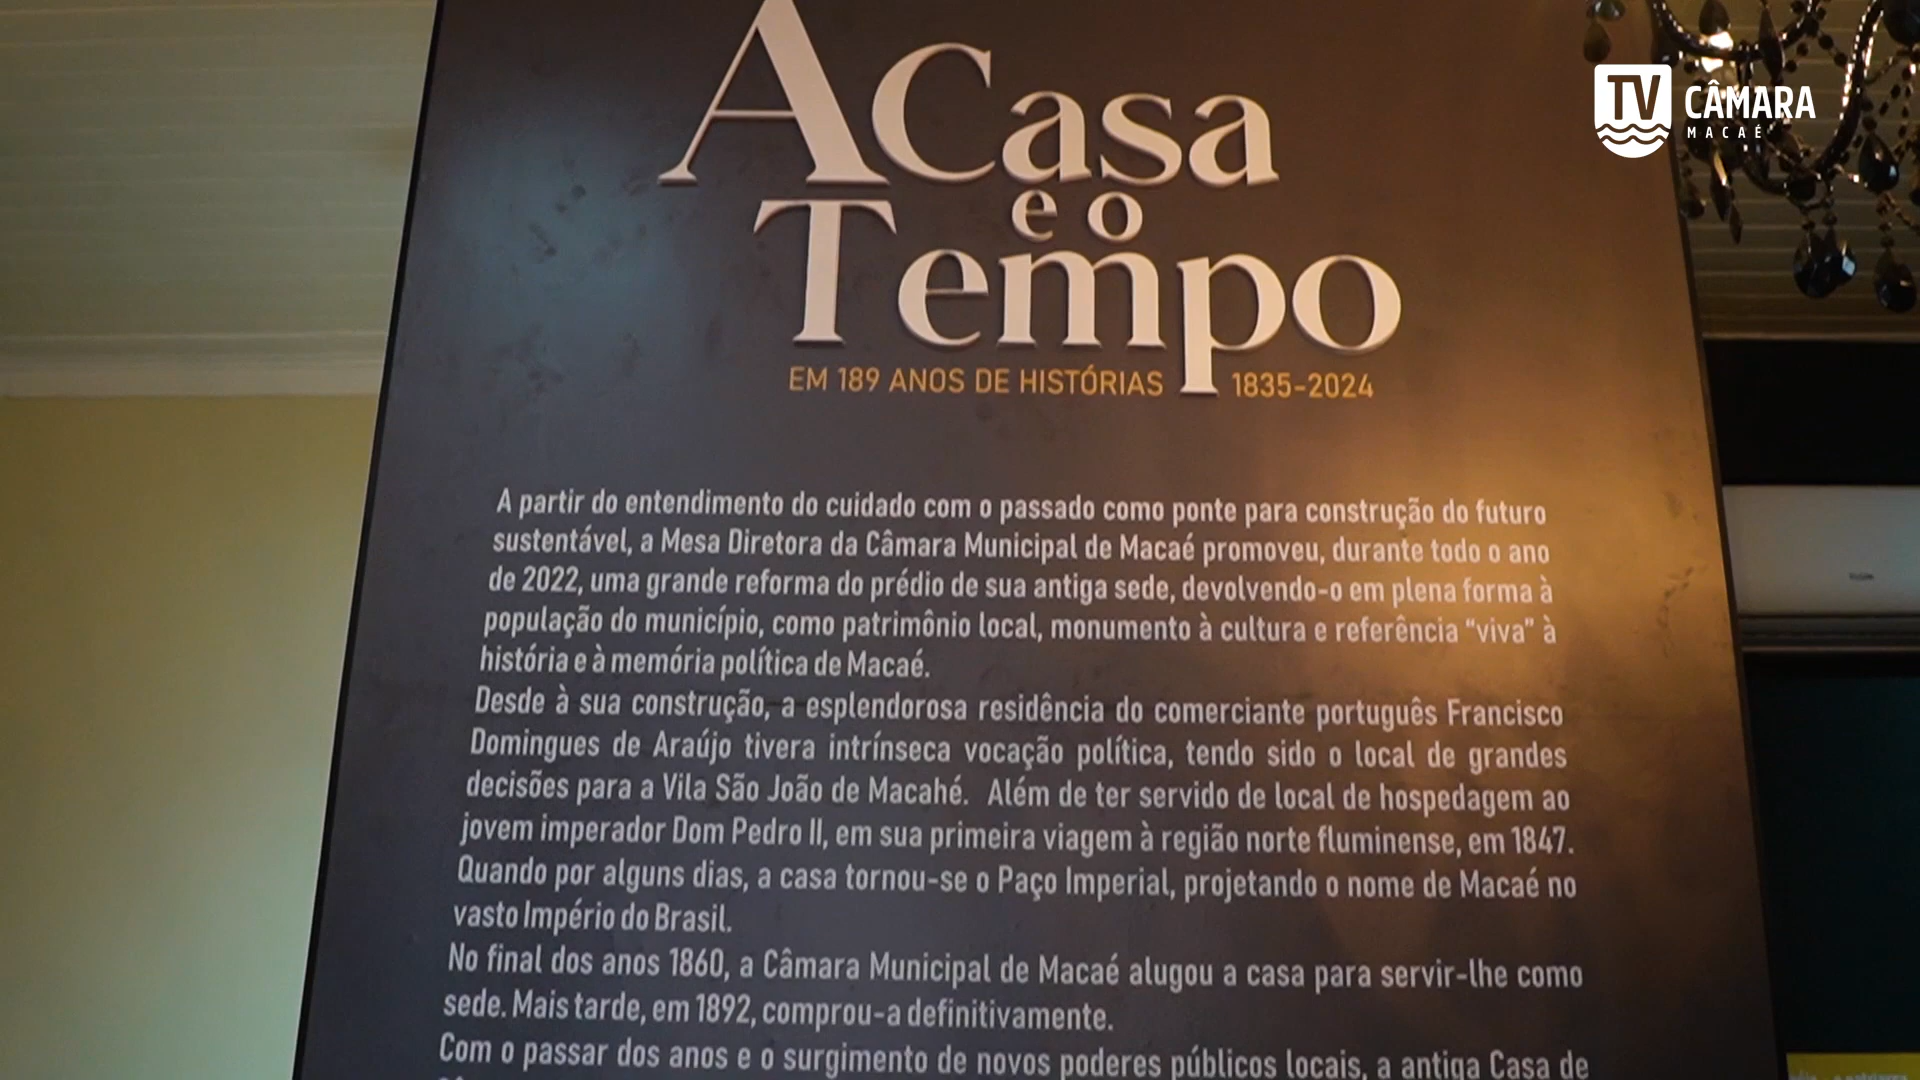 A Casa
e o
Tempo
EM 189 ANOS DE HISTÓRIAS 1835-2024
TV CÂMARA
MACAÉ
A partir do entendimento do cuidado com o passado como ponte para construção do futuro
sustentável, a Mesa Diretora da Câmara Municipal de Macaé promoveu, durante todo o ano
de 2022, uma grande reforma do prédio de sua antiga sede, devolvendo-o em plena forma à
população do município, como patrimônio local, monumento à cultura e referência “viva” à
história e à memória política de Macaé.
Desde à sua construção, a esplendorosa residência do comerciante português Francisco
Domingues de Araújo tivera intrínseca vocação política, tendo sido o local de grandes
decisões para a Vila São João de Macahé. Além de ter servido de local de hospedagem ao
jovem imperador Dom Pedro II, em sua primeira viagem à região norte fluminense, em 1847.
Quando por alguns dias, a casa tornou-se o Paço Imperial, projetando o nome de Macaé no
vasto Império do Brasil.
No final dos anos 1860, a Câmara Municipal de Macaé alugou a casa para servir-lhe como
sede. Mais tarde, em 1892, comprou-a definitivamente.
Com o passar dos anos e o surgimento de novos poderes públicos locais, a antiga Casa de